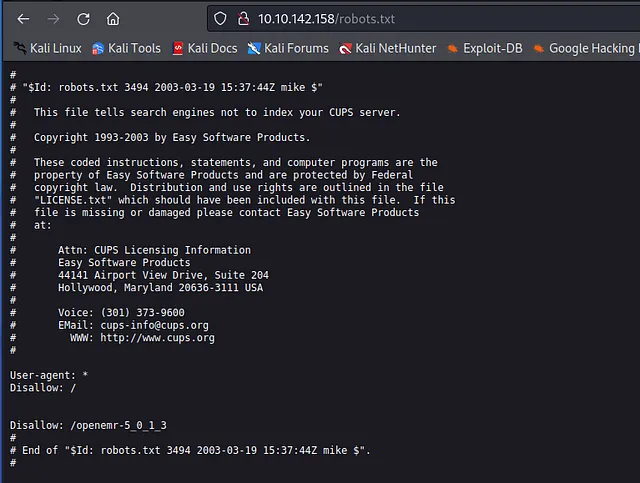 10.10.142.158/robots.txt
Kali Linux Kali Tools Kali Docs Kali Forums Kali NetHunter Exploit-DB Google Hacking
#
# "$Id: robots.txt 3494 2003-03-19 15:37:44Z mike $"
#
#   This file tells search engines not to index your CUPS server.
#
#   Copyright 1993-2003 by Easy Software Products.
#
#   These coded instructions, statements, and computer programs are the
#   property of Easy Software Products and are protected by Federal
#   copyright law.  Distribution and use rights are outlined in the file
#   "LICENSE.txt" which should have been included with this file.  If this
#   file is missing or damaged please contact Easy Software Products
#   at:
#
#       Attn: CUPS Licensing Information
#       Easy Software Products
#       44141 Airport View Drive, Suite 204
#       Hollywood, Maryland 20636-3111 USA
#
#       Voice: (301) 373-9600
#       EMail: cups-info@cups.org
#         WWW: http://www.cups.org
#
User-agent: *
Disallow: /
Disallow: /openemr-5_0_1_3
#
# End of "$Id: robots.txt 3494 2003-03-19 15:37:44Z mike $".
#